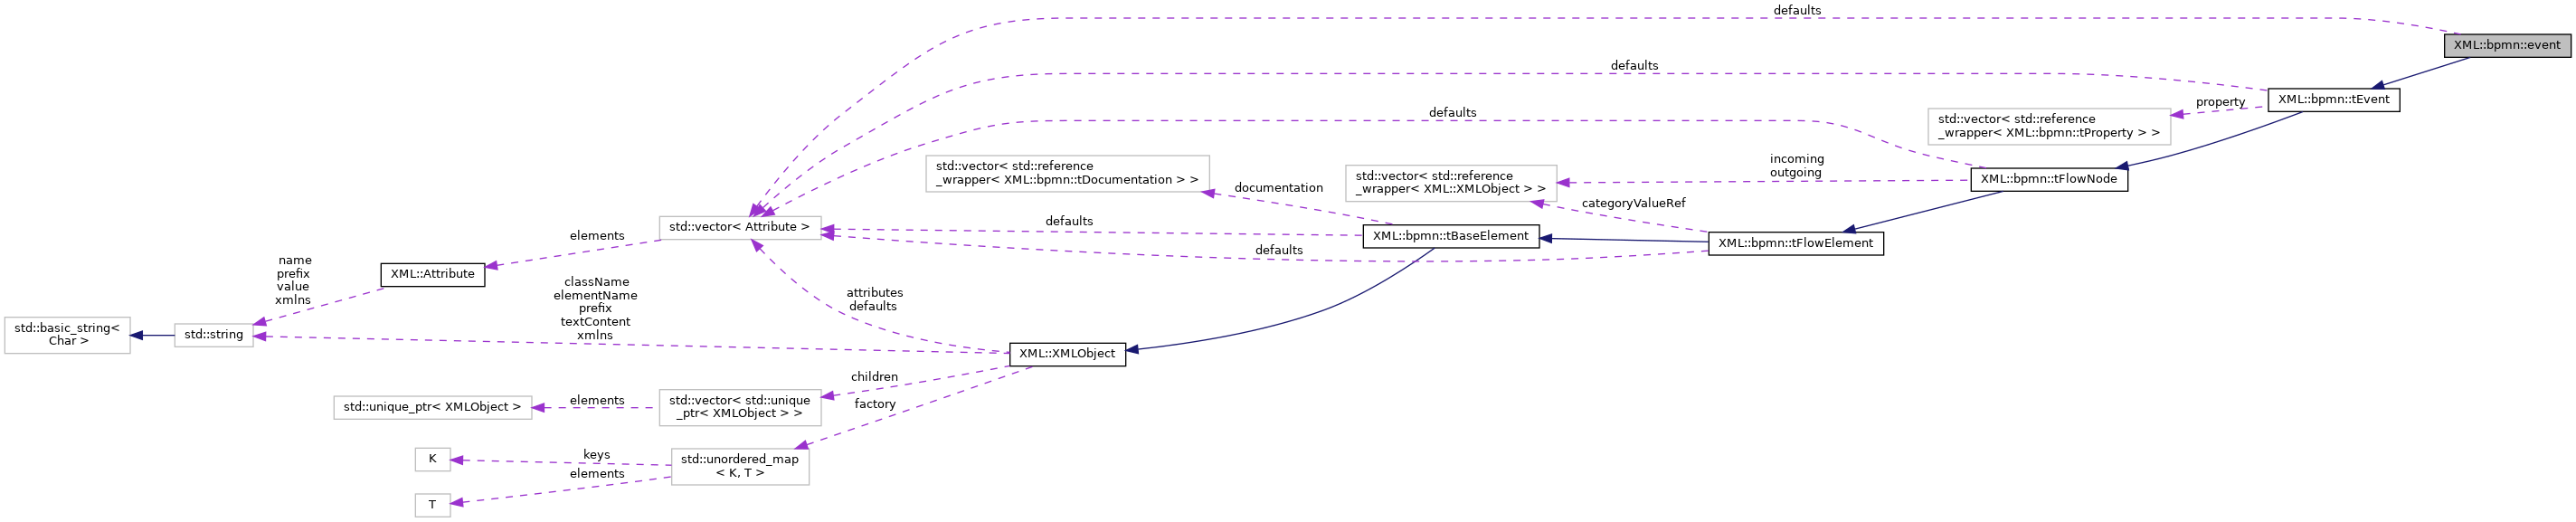 defaults
XML::bpmn::event
defaults
XML::bpmn::tEvent
property
defaults
std::vector< std::reference
_wrapper< XML::bpmn::tProperty > >
incoming
outgoing
XML::bpmn::tFlowNode
std::vector< std::reference
_wrapper< XML::bpmn::tDocumentation > >
std::vector< std::reference
_wrapper< XML::XMLObject > >
documentation
categoryValueRef
defaults
std::vector< Attribute >
XML::bpmn::tBaseElement
XML::bpmn::tFlowElement
defaults
elements
XML::Attribute
name
prefix
value
xmlns
className
elementName
prefix
textContent
xmlns
attributes
defaults
std::basic_string<
Char >
std::string
XML::XMLObject
children
factory
std::unique_ptr< XMLObject >
elements
std::vector< std::unique
_ptr< XMLObject > >
K
keys
std::unordered_map
< K, T >
elements
T